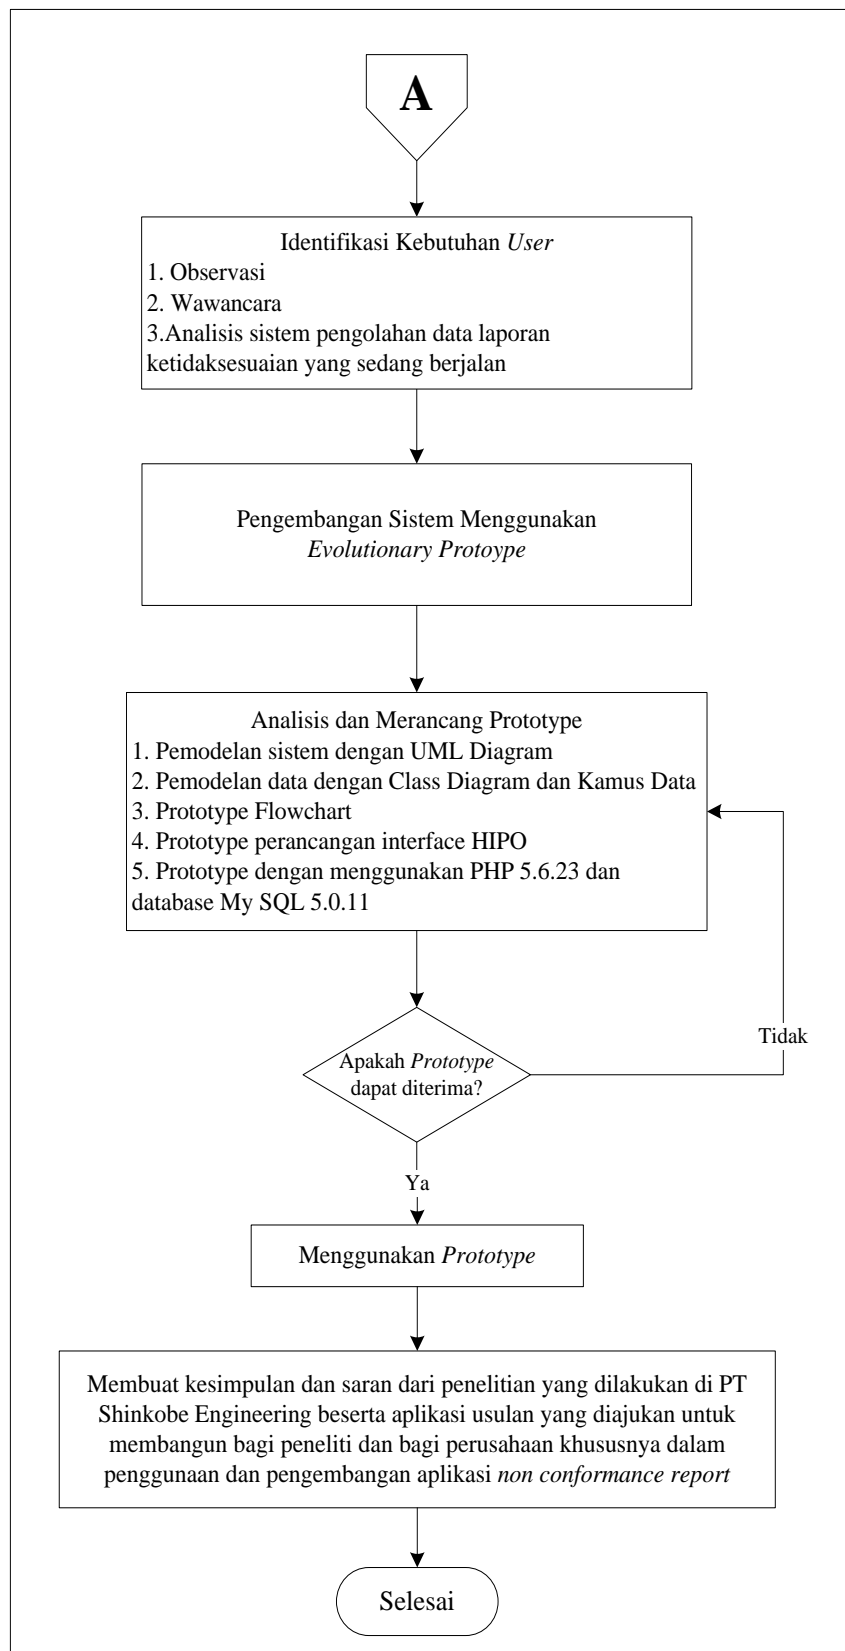 A
Identifikasi Kebutuhan User
1. Observasi
2. Wawancara
3.Analisis sistem pengolahan data laporan
ketidaksesuaian yang sedang berjalan
Pengembangan Sistem Menggunakan
Evolutionary Protoype
Analisis dan Merancang Prototype
1. Pemodelan sistem dengan UML Diagram
2. Pemodelan data dengan Class Diagram dan Kamus Data
3. Prototype Flowchart
4. Prototype perancangan interface HIPO
5. Prototype dengan menggunakan PHP 5.6.23 dan
database My SQL 5.0.11
Apakah Prototype
dapat diterima?
Tidak
Ya
Menggunakan Prototype
Membuat kesimpulan dan saran dari penelitian yang dilakukan di PT
Shinkobe Engineering beserta aplikasi usulan yang diajukan untuk
membangun bagi peneliti dan bagi perusahaan khususnya dalam
penggunaan dan pengembangan aplikasi non conformance report
Selesai